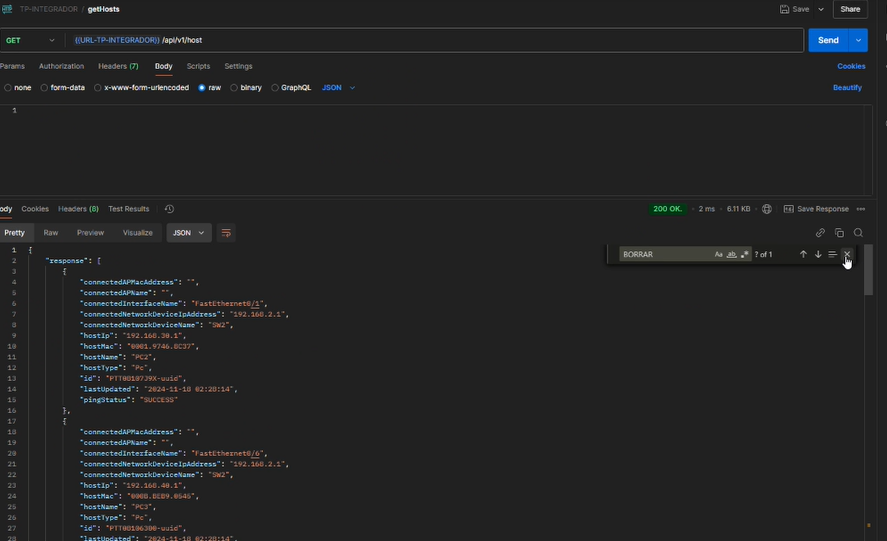 TP-INTEGRADOR / getHosts
Save
Share
GET
{{URL-TP-INTEGRADOR}} /api/v1/host
Send
Params Authorization Headers (7) Body Scripts Settings
Cookies
none form-data x-www-form-urlencoded raw binary GraphQL JSON
Beautify
1
ody Cookies Headers (8) Test Results
200 OK 2 ms 6.11 KB Save Response
Pretty Raw Preview Visualize JSON
BORRAR Aa ab .* ? of 1
1 {
2 "response": [
3 {
4 "connectedAPMacAddress": "",
5 "connectedAPName": "",
6 "connectedInterfaceName": "FastEthernet0/1",
7 "connectedNetworkDeviceIpAddress": "192.168.2.1",
8 "connectedNetworkDeviceName": "SW2",
9 "hostIp": "192.168.30.1",
10 "hostMac": "0001.9746.8C37",
11 "hostName": "PC2",
12 "hostType": "Pc",
13 "id": "PTT08107J9X-uuid",
14 "lastUpdated": "2024-11-18 02:28:14",
15 "pingStatus": "SUCCESS"
16 },
17 {
18 "connectedAPMacAddress": "",
19 "connectedAPName": "",
20 "connectedInterfaceName": "FastEthernet0/6",
21 "connectedNetworkDeviceIpAddress": "192.168.2.1",
22 "connectedNetworkDeviceName": "SW2",
23 "hostIp": "192.168.40.1",
24 "hostMac": "000B.BEB9.0645",
25 "hostName": "PC3",
26 "hostType": "Pc",
27 "id": "PTT08106300-uuid",
28 "lastUpdated": "2024-11-18 02:28:14",